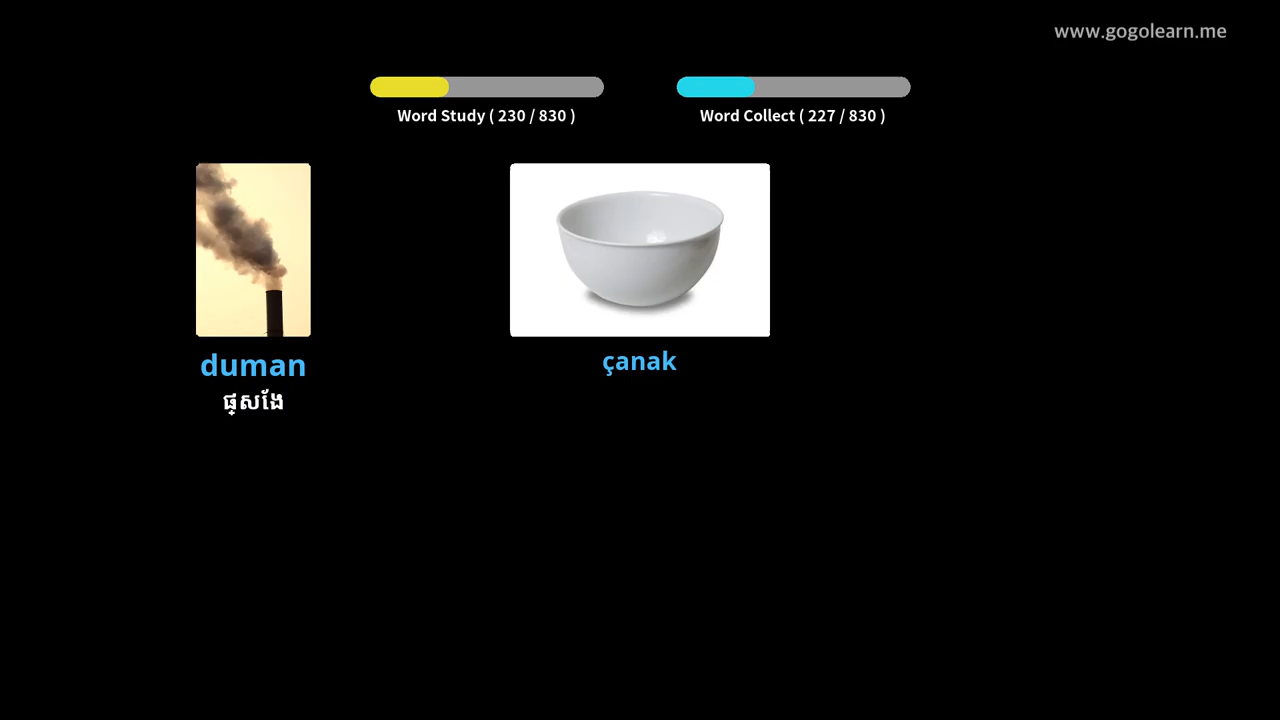 www.gogolearn.me
Word Study ( 230 / 830 )
Word Collect ( 227 / 830 )
duman
ផ្សែង
çanak